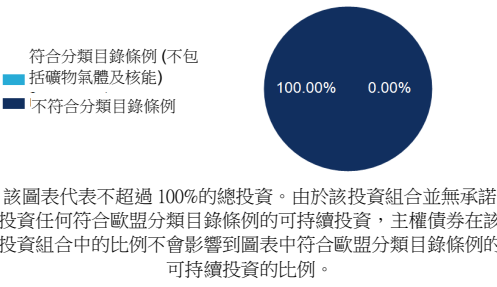 符合分類目錄條例 (不包
括礦物氣體及核能)
不符合分類目錄條例
100.00%
0.00%
該圖表代表不超過 100%的總投資。由於該投資組合並無承諾
投資任何符合歐盟分類目錄條例的可持續投資，主權債券在該
投資組合中的比例不會影響到圖表中符合歐盟分類目錄條例的
可持續投資的比例。